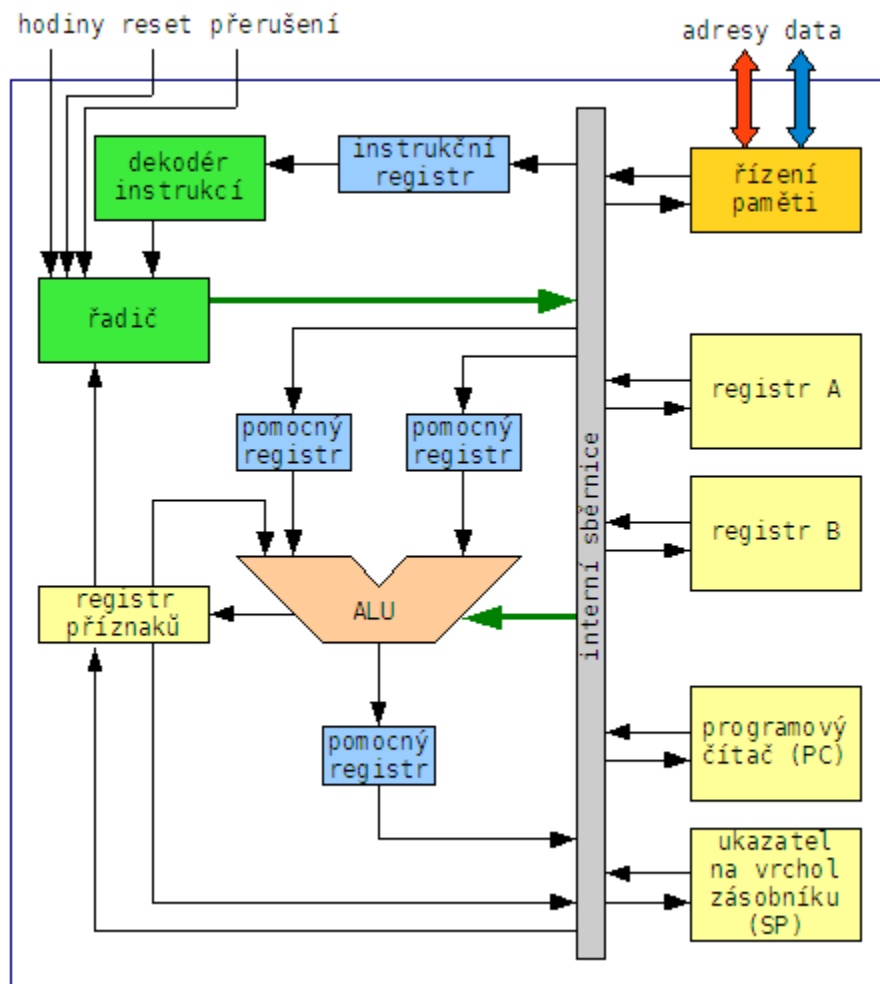 hodiny reset přerušení
adresy data
dekodér
instrukcí
instrukční
registr
řízení
paměti
řadič
pomocný
registr
pomocný
registr
registr A
interní sběrnice
registr B
registr
příznaků
ALU
pomocný
registr
programový
čítač (PC)
ukazatel
na vrchol
zásobníku
(SP)